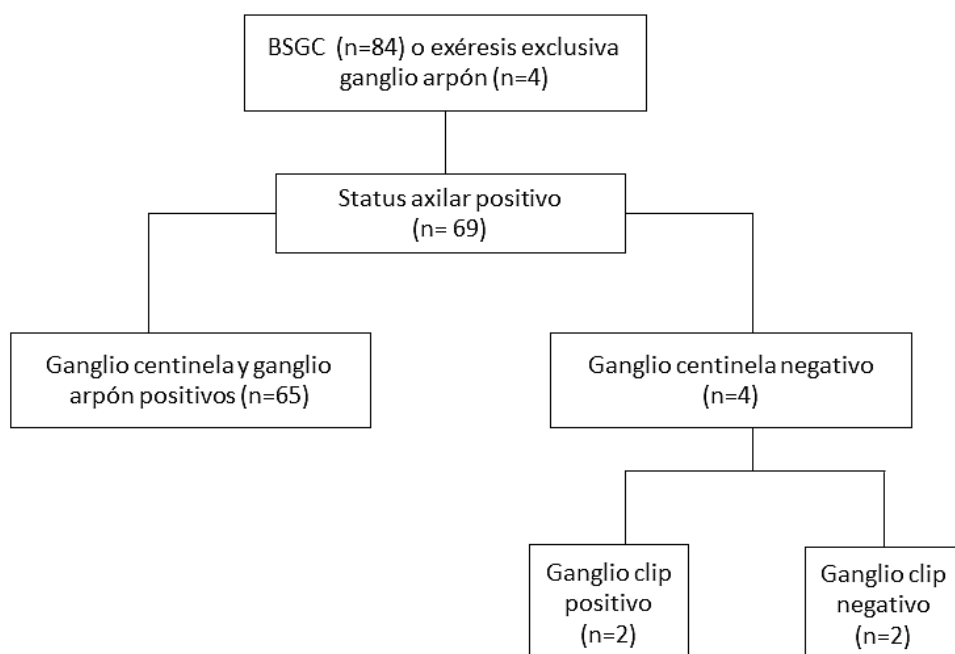 BSGC (n=84) o exéresis exclusiva
ganglio arpón (n=4)
Status axilar positivo
(n= 69)
Ganglio centinela y ganglio
arpón positivos (n=65)
Ganglio centinela negativo
(n=4)
Ganglio clip
positivo
(n=2)
Ganglio clip
negativo
(n=2)